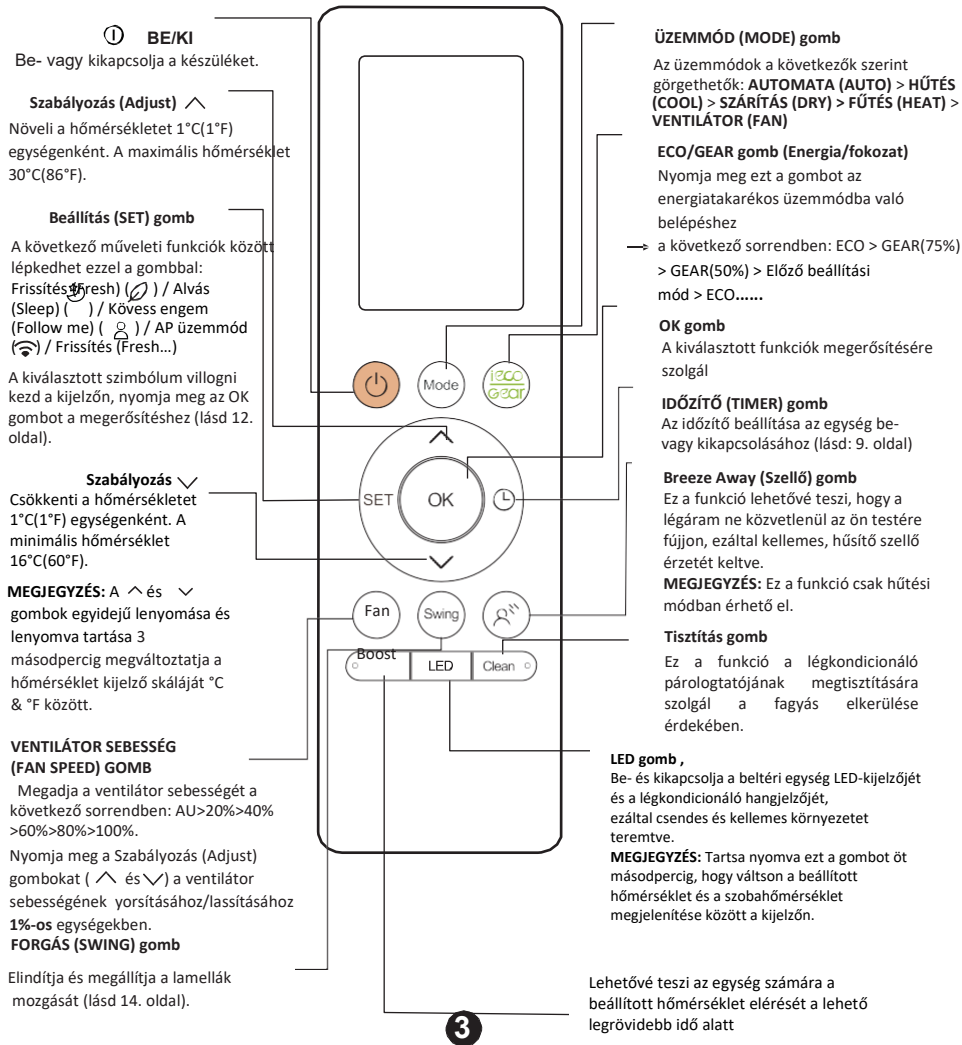 BE/KI
Be- vagy kikapcsolja a készüléket.
Szabályozás (Adjust)
Növeli a hőmérsékletet 1°C(1°F)
egységenként. A maximális hőmérséklet
30°C(86°F).
Beállítás (SET) gomb
A következő műveleti funkciók között
lépkedhet ezzel a gombbal:
Frissítés (Fresh) ( ) / Alvás
(Sleep) ( ) / Kövess engem
(Follow me) ( ) / AP üzemmód
( ) / Frissítés (Fresh...)
A kiválasztott szimbólum villogni
kezd a kijelzőn, nyomja meg az OK
gombot a megerősítéshez (lásd 12.
oldal).
Szabályozás
Csökkenti a hőmérsékletet
1°C(1°F) egységenként. A
minimális hőmérséklet
16°C(60°F).
MEGJEGYZÉS: A és
gombok egyidejű lenyomása és
lenyomva tartása 3
másodpercig megváltoztatja a
hőmérséklet kijelző skáláját °C
& °F között.
VENTILÁTOR SEBESSÉG
(FAN SPEED) GOMB
Megadja a ventilátor sebességét a
következő sorrendben: AU>20%>40%
>60%>80%>100%.
Nyomja meg a Szabályozás (Adjust)
gombokat ( és ) a ventilátor
sebességének yorsításához/lassításához
1%-os egységekben.
FORGÁS (SWING) gomb
Elindítja és megállítja a lamellák
mozgását (lásd 14. oldal).
Mode
ieco
Gear
SET
OK
Fan
Swing
Boost
LED
Clean
ÜZEMMÓD (MODE) gomb
Az üzemmódok a következők szerint
görgethetők: AUTOMATA (AUTO) > HŰTÉS
(COOL) > SZÁRÍTÁS (DRY) > FŰTÉS (HEAT) >
VENTILÁTOR (FAN)
ECO/GEAR gomb (Energia/fokozat)
Nyomja meg ezt a gombot az
energiatakarékos üzemmódba való
belépéshez
a következő sorrendben: ECO > GEAR(75%)
> GEAR(50%) > Előző beállítási
mód > ECO......
OK gomb
A kiválasztott funkciók megerősítésére
szolgál
IDŐZÍTŐ (TIMER) gomb
Az időzítő beállítása az egység be-
vagy kikapcsolásához (lásd: 9. oldal)
Breeze Away (Szellő) gomb
Ez a funkció lehetővé teszi, hogy a
légáram ne közvetlenül az ön testére
fújjon, ezáltal kellemes, hűsítő szellő
érzetét keltve.
MEGJEGYZÉS: Ez a funkció csak hűtési
módban érhető el.
Tisztítás gomb
Ez a funkció a légkondicionáló
párologtatójának megtisztítására
szolgál a fagyás elkerülése
érdekében.
LED gomb ,
Be- és kikapcsolja a beltéri egység LED-kijelzőjét
és a légkondicionáló hangjelzőjét,
ezáltal csendes és kellemes környezetet
teremtve.
MEGJEGYZÉS: Tartsa nyomva ezt a gombot öt
másodpercig, hogy váltson a beállított
hőmérséklet és a szobahőmérséklet
megjelenítése között a kijelzőn.
Lehetővé teszi az egység számára a
beállított hőmérséklet elérését a lehető
legrövidebb idő alatt
3